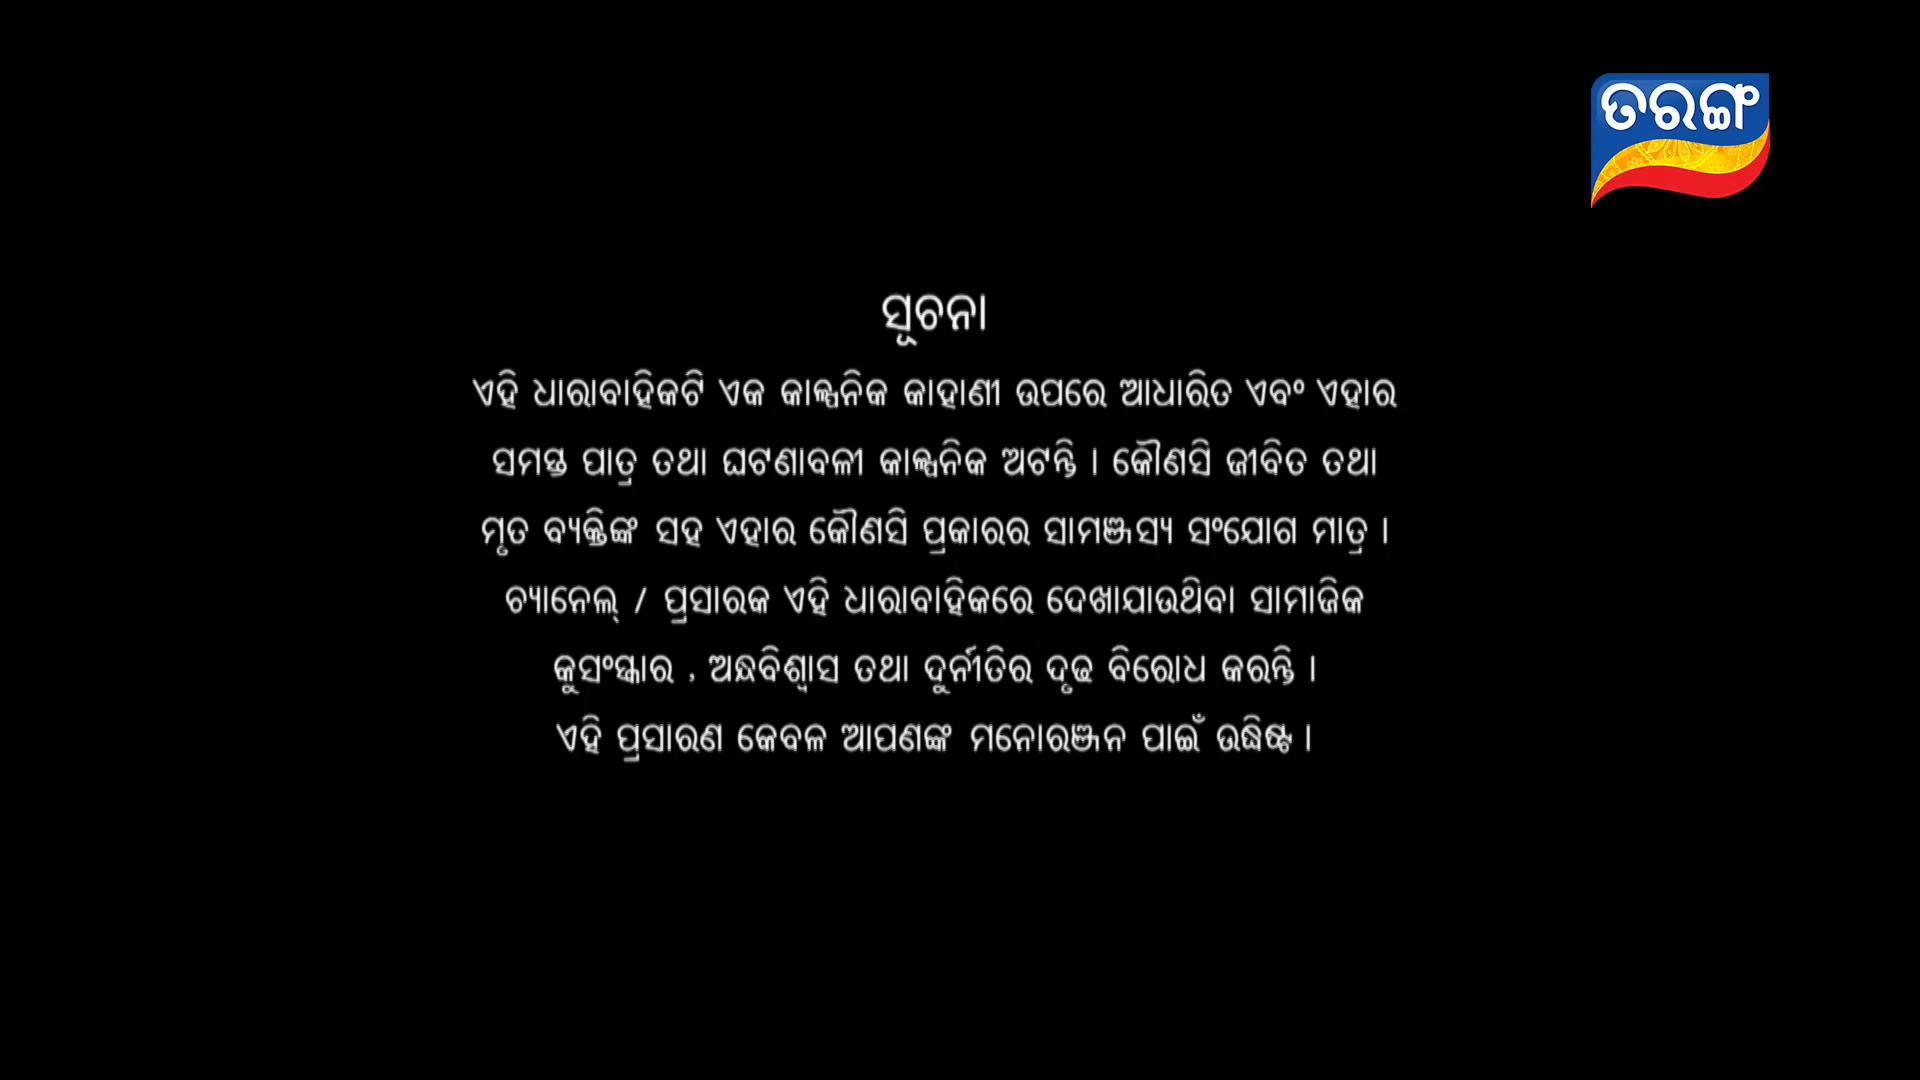 ତରଙ୍ଗ
ସୂଚନା
ଏହି ଧାରାବାହିକଟି ଏକ କାଳ୍ପନିକ କାହାଣୀ ଉପରେ ଆଧାରିତ ଏବଂ ଏହାର
ସମସ୍ତ ପାତ୍ର ତଥା ଘଟଣାବଳୀ କାଳ୍ପନିକ ଅଟନ୍ତି । କୌଣସି ଜୀବିତ ତଥା
ମୃତ ବ୍ୟକ୍ତିଙ୍କ ସହ ଏହାର କୌଣସି ପ୍ରକାରର ସାମଞ୍ଜସ୍ୟ ସଂଯୋଗ ମାତ୍ର ।
ଚ୍ୟାନେଲ୍ / ପ୍ରସାରକ ଏହି ଧାରାବାହିକରେ ଦେଖାଯାଉଥିବା ସାମାଜିକ
କୁସଂସ୍କାର , ଅନ୍ଧବିଶ୍ୱାସ ତଥା ଦୁର୍ନୀତିର ଦୃଢ ବିରୋଧ କରନ୍ତି ।
ଏହି ପ୍ରସାରଣ କେବଳ ଆପଣଙ୍କ ମନୋରଞ୍ଜନ ପାଇଁ ଉଦ୍ଧିଷ୍ଟ ।